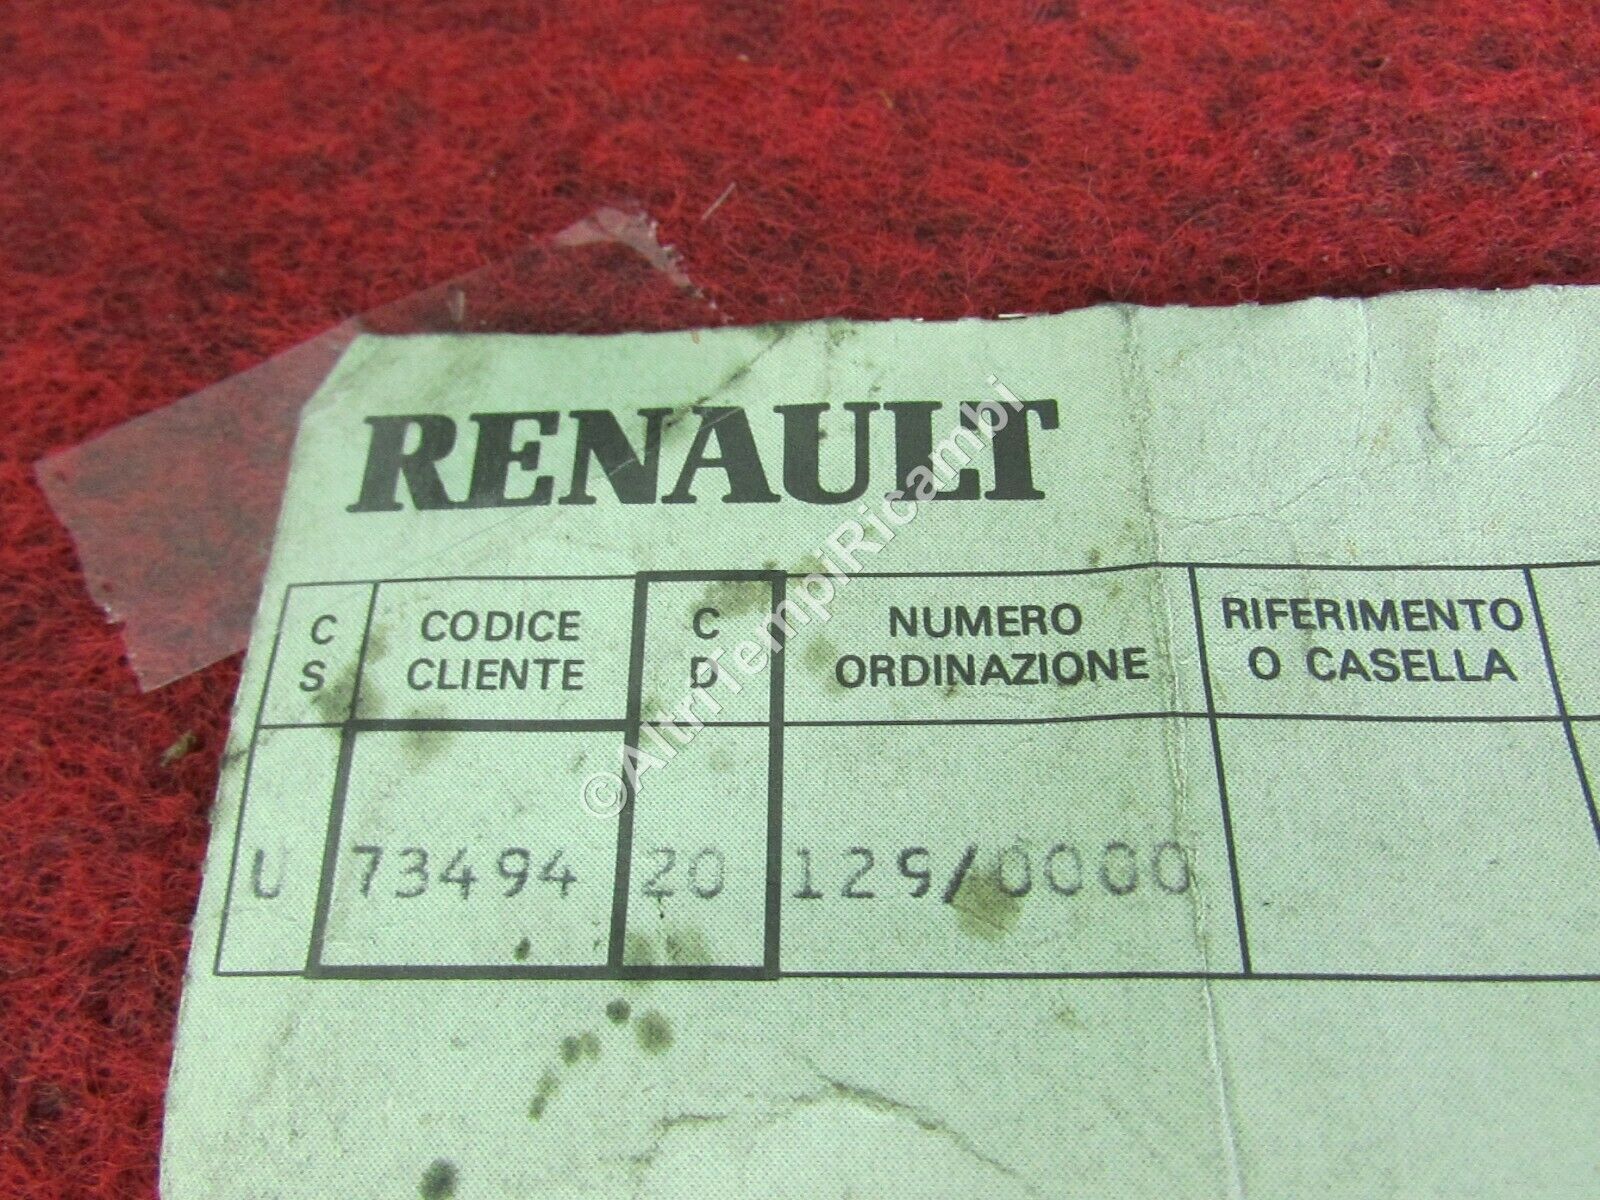 RENAULT
C S CODICE CLIENTE C D NUMERO ORDINAZIONE RIFERIMENTO O CASELLA
U 73494 20 129/0000
©AltriTempiRicambi